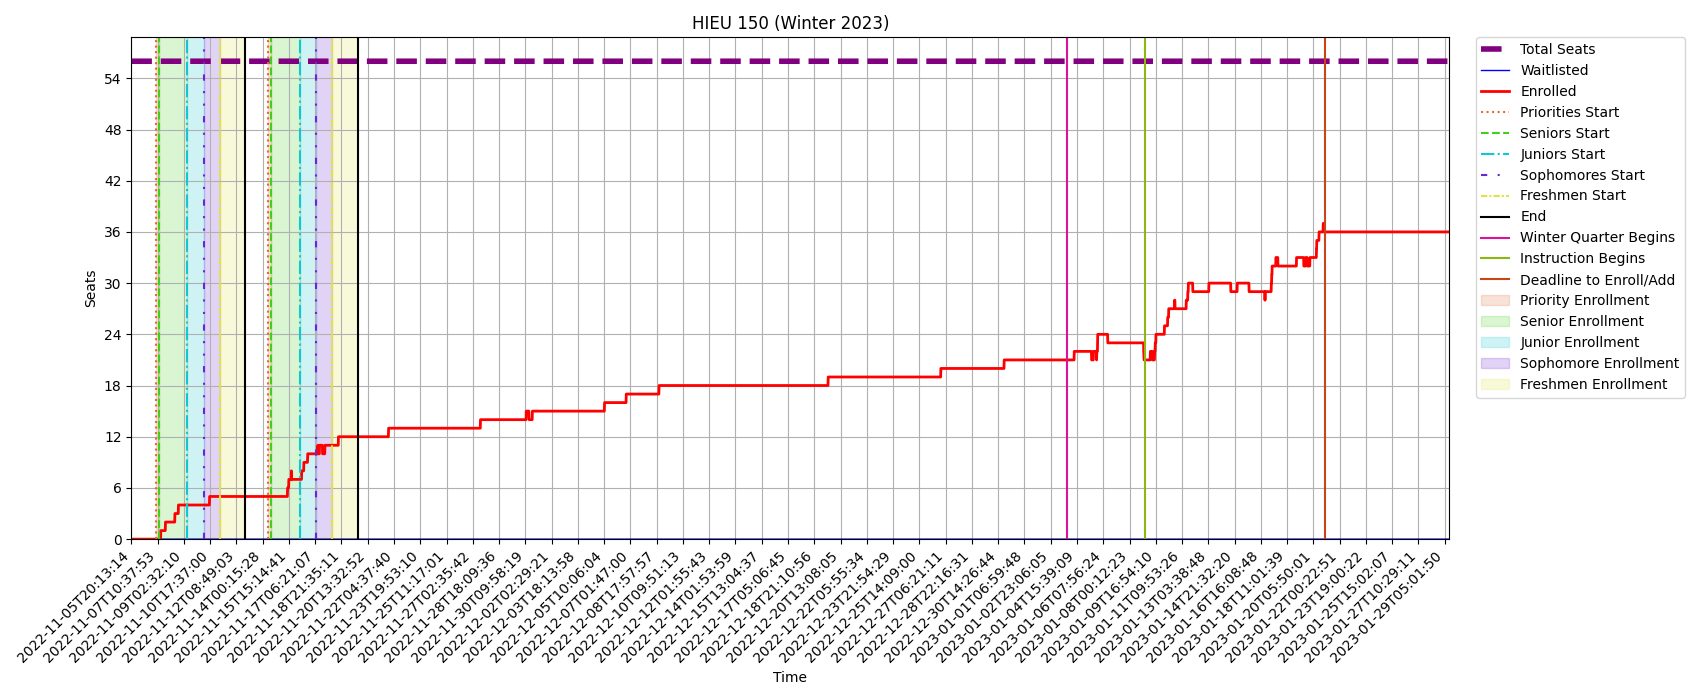 HIEU 150 (Winter 2023)
54
48
42
36
30
24
18
12
6
0
Seats
2022-11-05T20:13:14
2022-11-07T10:37:53
2022-11-09T02:32:10
2022-11-10T17:37:00
2022-11-12T08:49:03
2022-11-14T00:15:28
2022-11-15T15:14:41
2022-11-17T06:21:07
2022-11-18T21:35:11
2022-11-20T13:32:52
2022-11-22T04:37:40
2022-11-23T19:53:10
2022-11-25T11:17:01
2022-11-27T02:35:42
2022-11-28T18:09:36
2022-11-30T09:58:19
2022-12-02T02:29:21
2022-12-03T18:13:58
2022-12-05T10:06:04
2022-12-07T01:47:00
2022-12-08T17:57:57
2022-12-10T09:51:13
2022-12-12T01:55:43
2022-12-14T01:53:59
2022-12-15T13:04:37
2022-12-17T05:06:45
2022-12-18T21:10:56
2022-12-20T13:08:05
2022-12-22T05:55:34
2022-12-23T21:54:29
2022-12-25T14:09:00
2022-12-27T06:21:11
2022-12-28T22:16:31
2022-12-30T14:26:44
2023-01-01T06:59:48
2023-01-02T23:06:05
2023-01-04T15:39:09
2023-01-06T07:56:24
2023-01-08T00:12:23
2023-01-09T16:54:10
2023-01-11T09:53:26
2023-01-13T03:38:48
2023-01-14T21:32:20
2023-01-16T16:08:48
2023-01-18T11:01:39
2023-01-20T05:50:01
2023-01-22T00:22:51
2023-01-23T19:00:22
2023-01-25T15:02:07
2023-01-27T10:29:11
2023-01-29T05:01:50
Time
Total Seats
Waitlisted
Enrolled
Priorities Start
Seniors Start
Juniors Start
Sophomores Start
Freshmen Start
End
Winter Quarter Begins
Instruction Begins
Deadline to Enroll/Add
Priority Enrollment
Senior Enrollment
Junior Enrollment
Sophomore Enrollment
Freshmen Enrollment